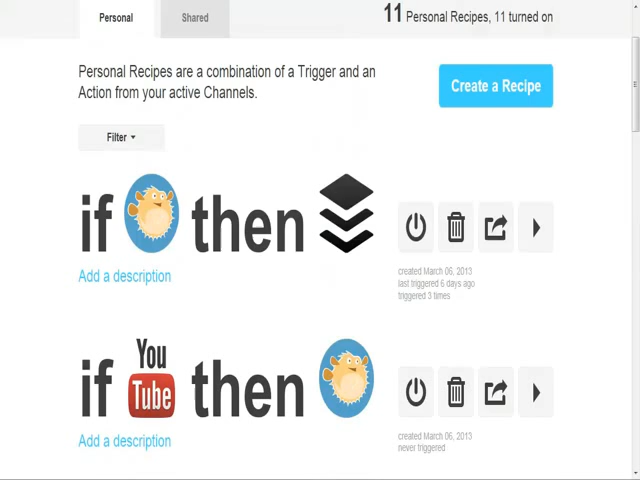 Personal
Shared
11 Personal Recipes, 11 turned on
Personal Recipes are a combination of a Trigger and an
Action from your active Channels.
Create a Recipe
Filter
if then
Add a description
created March 06, 2013
last triggered 6 days ago
triggered 3 times
if You Tube then
Add a description
created March 06, 2013
never triggered